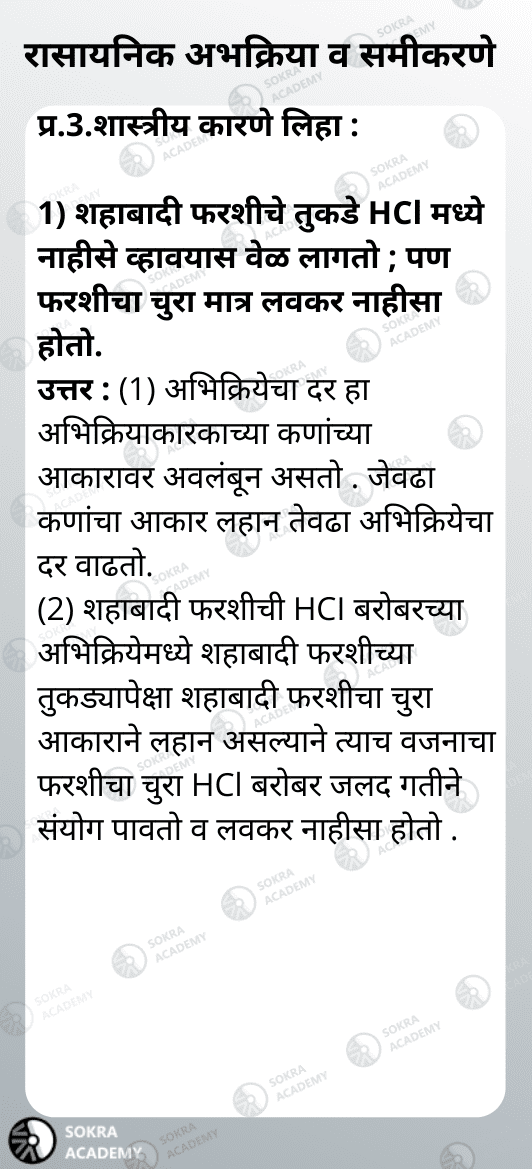 रासायनिक अभक्रिया व समीकरणे
प्र.3.शास्त्रीय कारणे लिहा :
1) शहाबादी फरशीचे तुकडे HCl मध्ये
नाहीसे व्हावयास वेळ लागतो ; पण
फरशीचा चुरा मात्र लवकर नाहीसा
होतो.
उत्तर : (1) अभिक्रियेचा दर हा
अभिक्रियाकारकाच्या कणांच्या
आकारावर अवलंबून असतो . जेवढा
कणांचा आकार लहान तेवढा अभिक्रियेचा
दर वाढतो.
(2) शहाबादी फरशीची HCl बरोबरच्या
अभिक्रियेमध्ये शहाबादी फरशीच्या
तुकड्यापेक्षा शहाबादी फरशीचा चुरा
आकाराने लहान असल्याने त्याच वजनाचा
फरशीचा चुरा HCl बरोबर जलद गतीने
संयोग पावतो व लवकर नाहीसा होतो .
SOKRA
ACADEMY